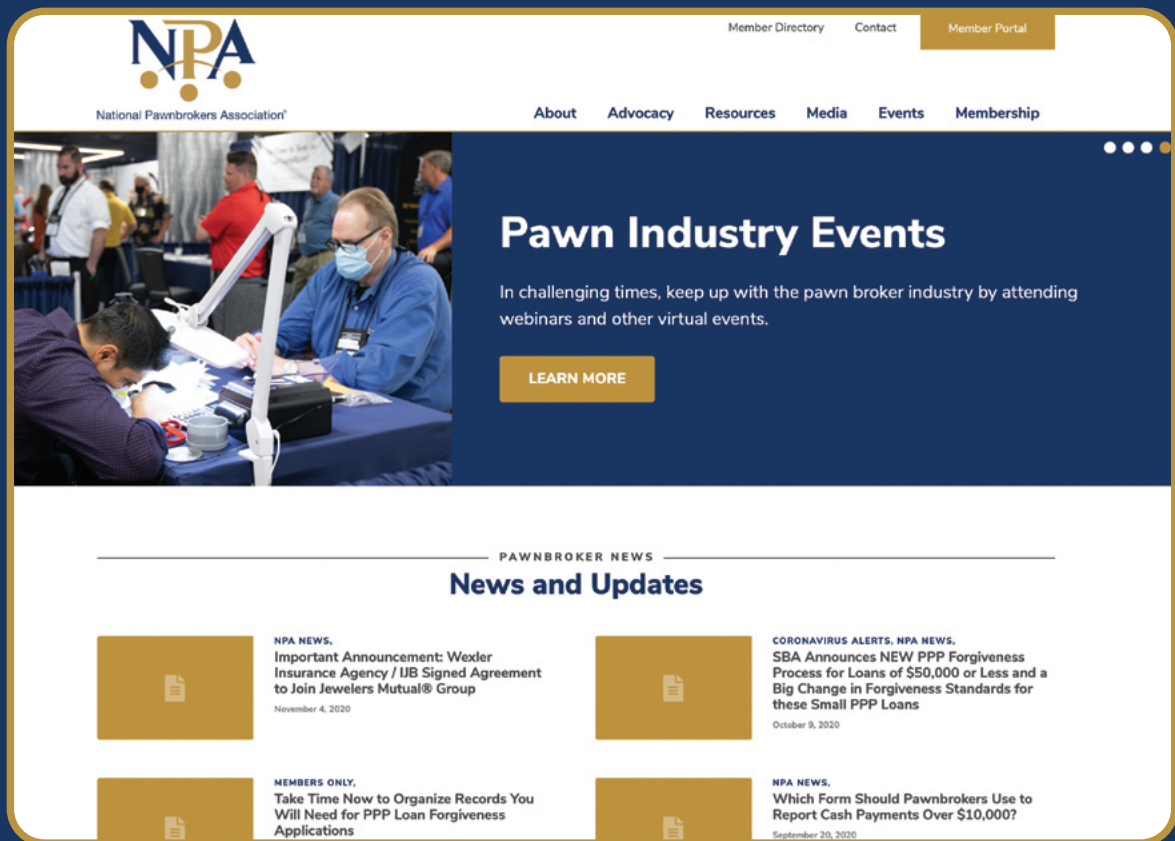 NPA
National Pawnbrokers Association®
Member Directory
Contact
Member Portal
About
Advocacy
Resources
Media
Events
Membership
Pawn Industry Events
In challenging times, keep up with the pawn broker industry by attending
webinars and other virtual events.
LEARN MORE
PAWNBROKER NEWS
News and Updates
NPA NEWS,
Important Announcement: Wexler
Insurance Agency / IJB Signed Agreement
to Join Jewelers Mutual® Group
November 4, 2020
CORONAVIRUS ALERTS, NPA NEWS,
SBA Announces NEW PPP Forgiveness
Process for Loans of $50,000 or Less and a
Big Change in Forgiveness Standards for
these Small PPP Loans
October 9, 2020
MEMBERS ONLY,
Take Time Now to Organize Records You
Will Need for PPP Loan Forgiveness
Applications
NPA NEWS,
Which Form Should Pawnbrokers Use to
Report Cash Payments Over $10,000?
September 20, 2020